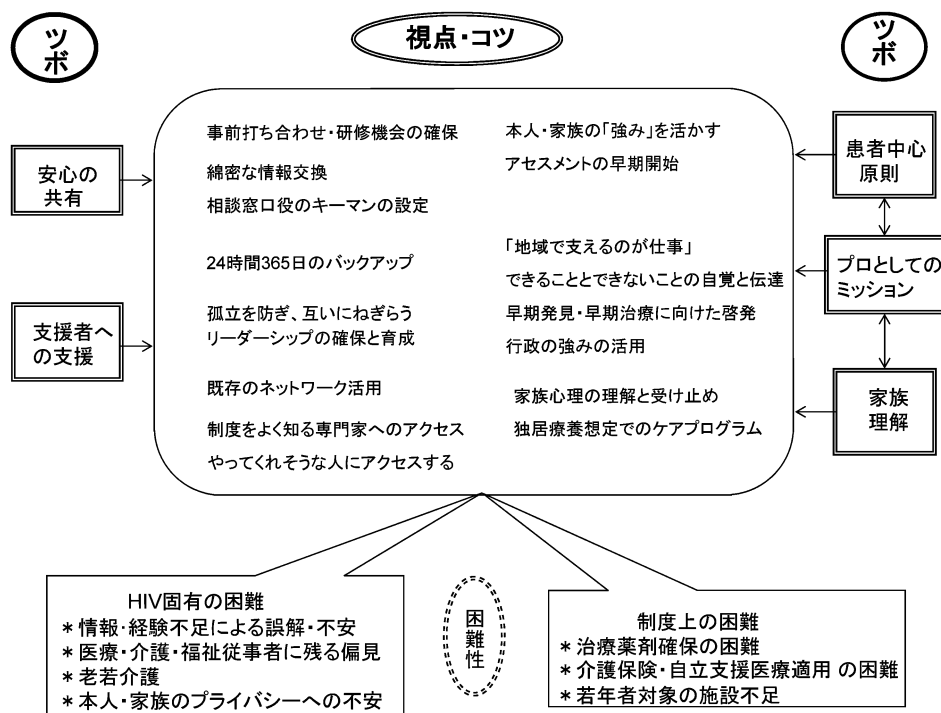 ツボ
視点・コツ
ツボ
安心の
共有
支援者へ
の支援
事前打ち合わせ・研修機会の確保
綿密な情報交換
相談窓口役のキーマンの設定
24時間365日のバックアップ
孤立を防ぎ、互いにねぎらう
リーダーシップの確保と育成
既存のネットワーク活用
制度をよく知る専門家へのアクセス
やってくれそうな人にアクセスする
本人・家族の「強み」を活かす
アセスメントの早期開始
「地域で支えるのが仕事」
できることとできないことの自覚と伝達
早期発見・早期治療に向けた啓発
行政の強みの活用
家族心理の理解と受け止め
独居療養想定でのケアプログラム
患者中心
原則
プロとしての
ミッション
家族
理解
HIV固有の困難
*情報・経験不足による誤解・不安
*医療・介護・福祉従事者に残る偏見
*老若介護
*本人・家族のプライバシーへの不安
困難性
制度上の困難
*治療薬剤確保の困難
*介護保険・自立支援医療適用 の困難
*若年者対象の施設不足